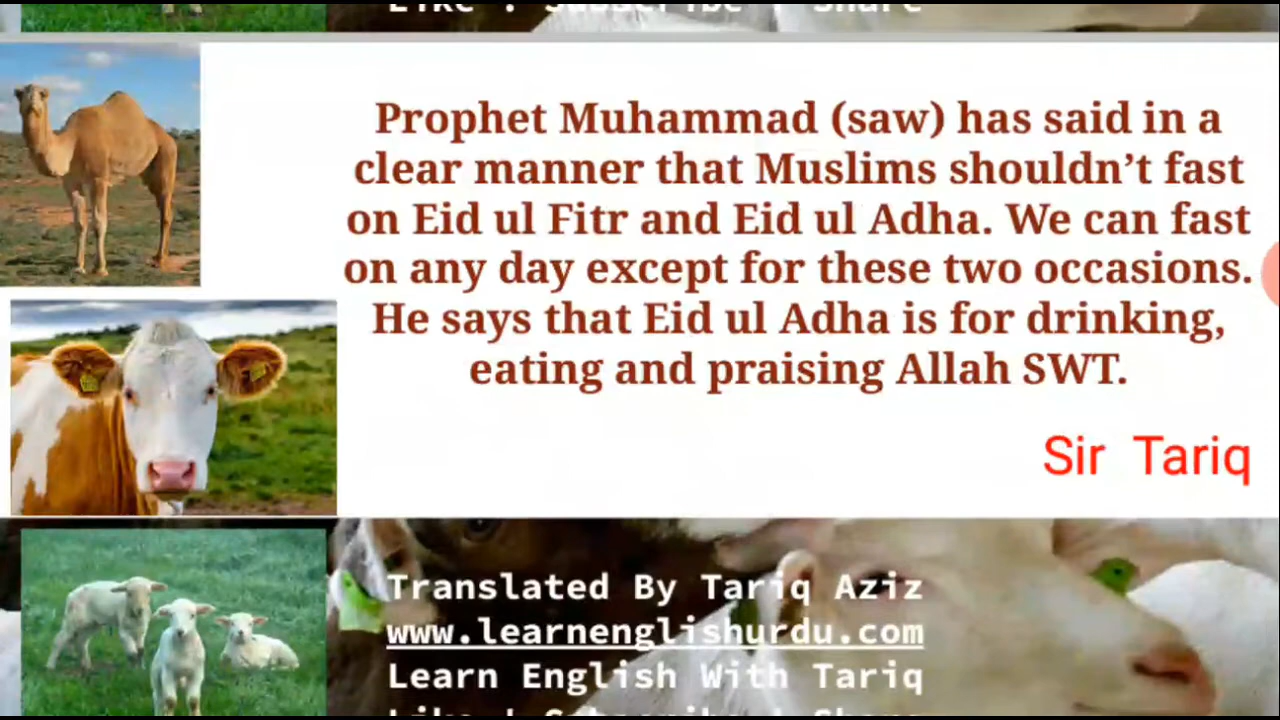 Like . Subscribe . Share
Prophet Muhammad (saw) has said in a
clear manner that Muslims shouldn’t fast
on Eid ul Fitr and Eid ul Adha. We can fast
on any day except for these two occasions.
He says that Eid ul Adha is for drinking,
eating and praising Allah SWT.
Sir Tariq
Translated By Tariq Aziz
www.learnenglishurdu.com
Learn English With Tariq